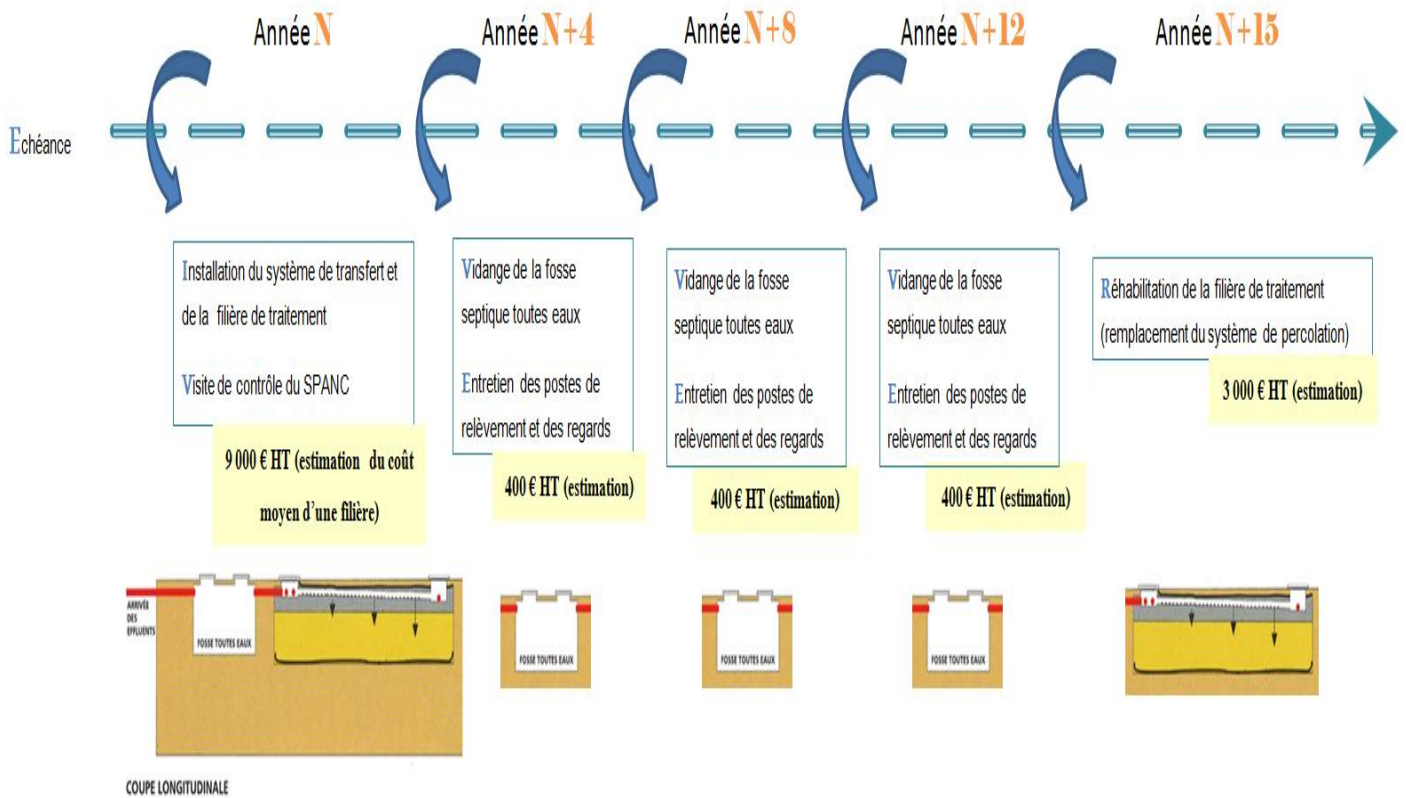 Année N
Année N+4
Année N+8
Année N+12
Année N+15
Echéance
Installation du système de transfert et
de la filière de traitement
Visite de contrôle du SPANC
9 000 € HT (estimation du coût
moyen d'une filière)
Vidange de la fosse
septique toutes eaux
Entretien des postes de
relèvement et des regards
400 € HT (estimation)
Vidange de la fosse
septique toutes eaux
Entretien des postes de
relèvement et des regards
400 € HT (estimation)
Vidange de la fosse
septique toutes eaux
Entretien des postes de
relèvement et des regards
400 € HT (estimation)
Réhabilitation de la filière de traitement
(remplacement du système de percolation)
3 000 € HT (estimation)
ARRIVÉE
DES
EFFLUENTS
FOSSE TOUTES EAUX
FOSSE TOUTES EAUX
FOSSE TOUTES EAUX
FOSSE TOUTES EAUX
COUPE LONGITUDINALE